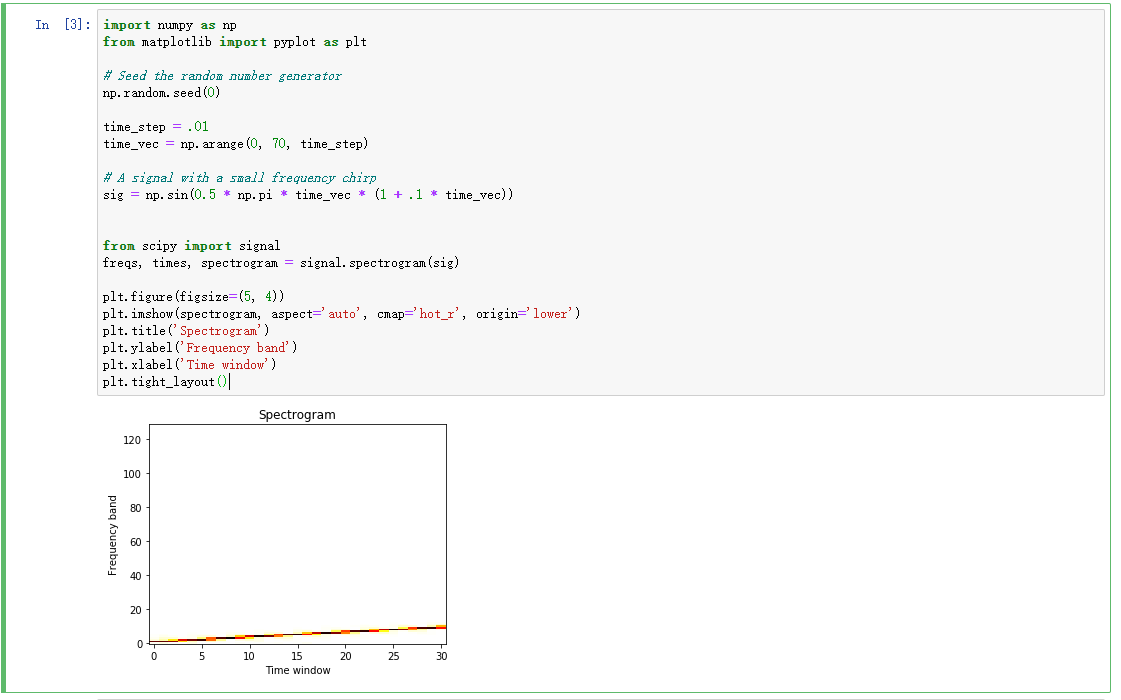 In [3]:
import numpy as np
from matplotlib import pyplot as plt
# Seed the random number generator
np.random.seed(0)
time_step = .01
time_vec = np.arange(0, 70, time_step)
# A signal with a small frequency chirp
sig = np.sin(0.5 * np.pi * time_vec * (1 + .1 * time_vec))
from scipy import signal
freqs, times, spectrogram = signal.spectrogram(sig)
plt.figure(figsize=(5, 4))
plt.imshow(spectrogram, aspect='auto', cmap='hot_r', origin='lower')
plt.title('Spectrogram')
plt.ylabel('Frequency band')
plt.xlabel('Time window')
plt.tight_layout()
Spectrogram
120
100
80
60
40
20
0
Frequency band
0 5 10 15 20 25 30
Time window